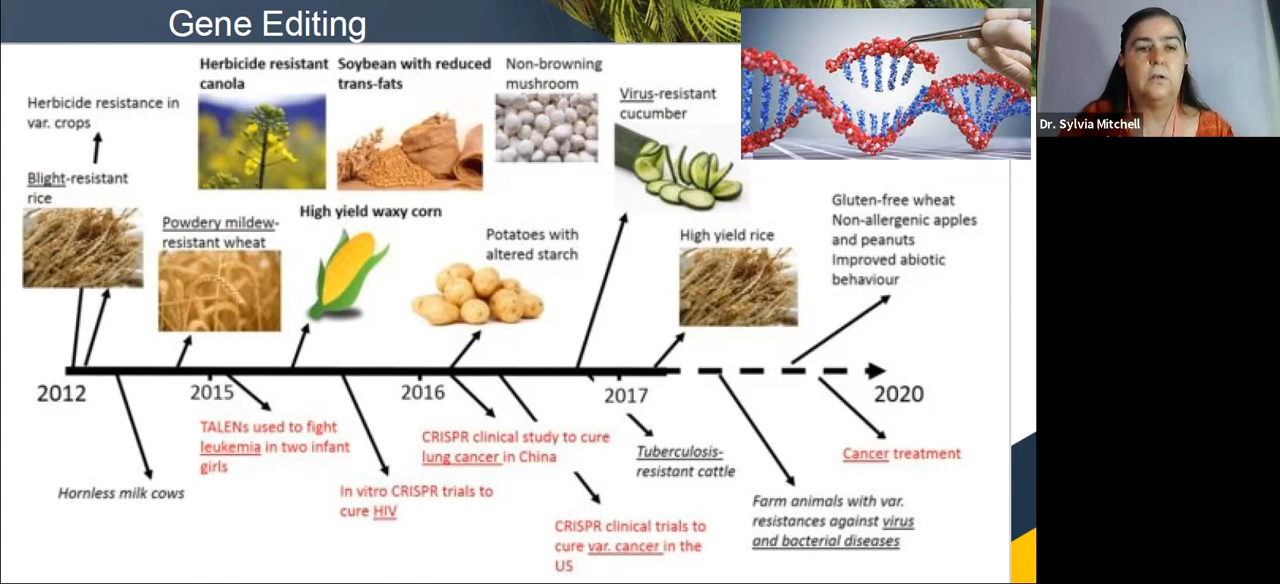 Gene Editing
Herbicide resistant
canola
Soybean with reduced
trans-fats
Non-browning
mushroom
Virus-resistant
cucumber
Dr. Sylvia Mitchell
Herbicide resistance in
var. crops
Blight-resistant
rice
Powdery mildew-
resistant wheat
High yield waxy corn
Potatoes with
altered starch
High yield rice
Gluten-free wheat
Non-allergenic apples
and peanuts
Improved abiotic
behaviour
2012
2015
2016
2017
2020
TALENs used to fight
leukemia in two infant
girls
CRISPR clinical study to cure
lung cancer in China
Tuberculosis-
resistant cattle
Cancer treatment
Hornless milk cows
In vitro CRISPR trials to
cure HIV
CRISPR clinical trials to
cure var. cancer in the
US
Farm animals with var.
resistances against virus
and bacterial diseases